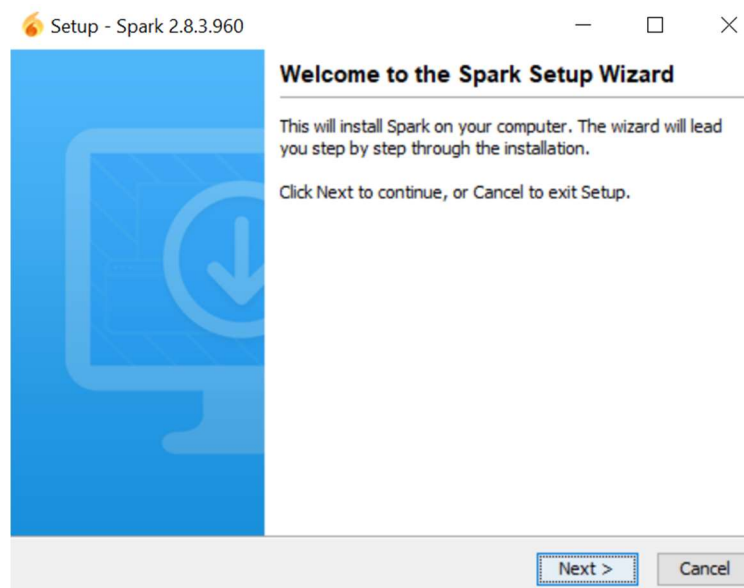 Setup - Spark 2.8.3.960
Welcome to the Spark Setup Wizard
This will install Spark on your computer. The wizard will lead
you step by step through the installation.
Click Next to continue, or Cancel to exit Setup.
Next >
Cancel